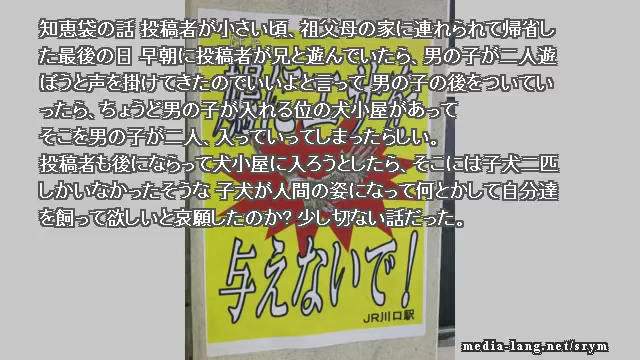 知恵袋の話 投稿者が小さい頃、祖父母の家に連れられて帰省し
た最後の日 早朝に投稿者が兄と遊んでいたら、男の子が二人遊
ぼうと声を掛けてきたのでいいよと言って 男の子の後をついてい
ったら、ちょうど男の子が入れる位の犬小屋があって
そこを男の子が二人、入っていってしまったらしい。
投稿者も後にならって犬小屋に入ろうとしたら、そこには子犬二匹
しかいなかったそうな 子犬が人間の姿になって何とかして自分達
を飼って欲しいと哀願したのか? 少し切ない話だった。
与えないで!
JR川口駅
media-lang.net/srym